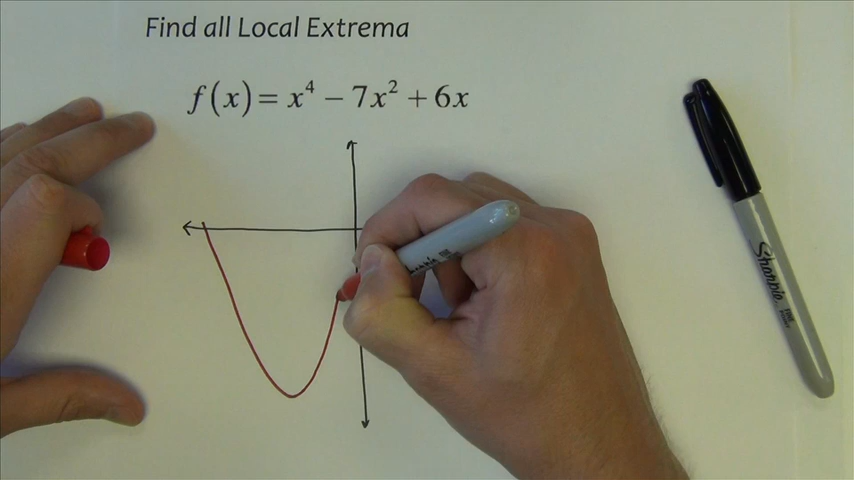 Find all Local Extrema
f(x) = x⁴ − 7x² + 6x
Sharpie